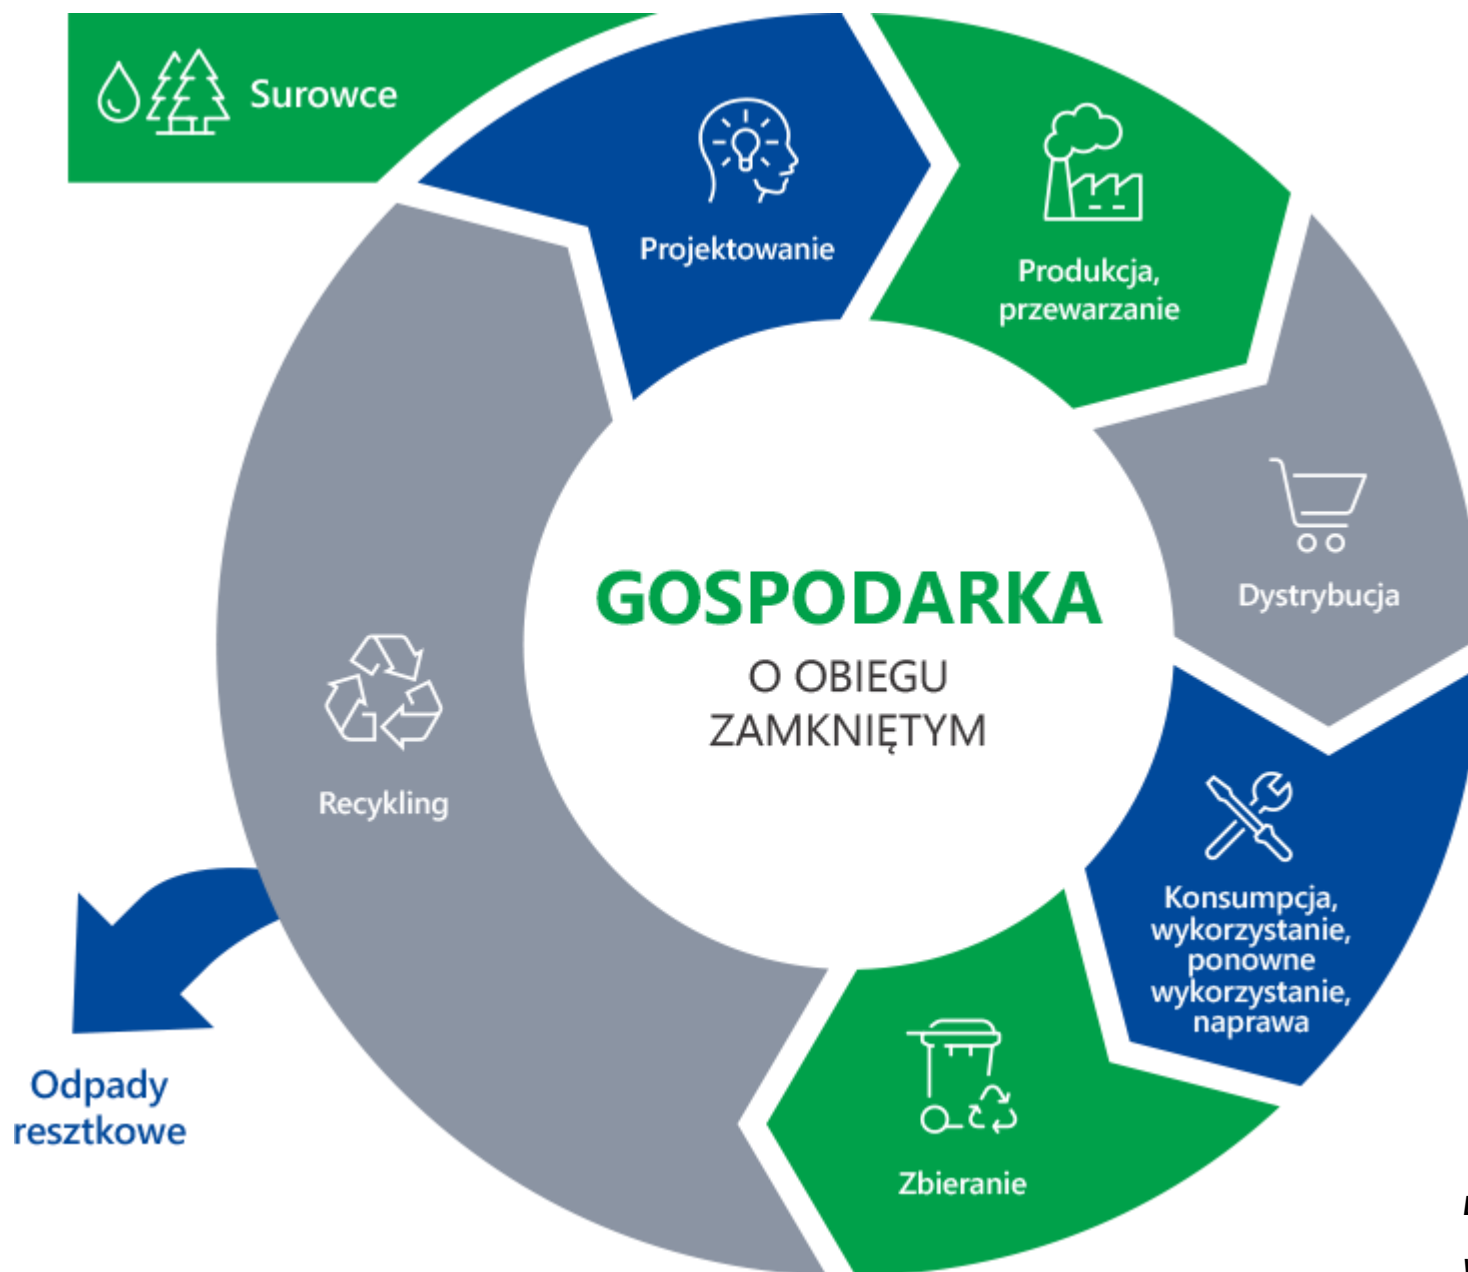 Surowce
Projektowanie
Produkcja,
przewarzanie
Dystrybucja
GOSPODARKA
O OBIEGU
ZAMKNIĘTYM
Konsumpcja,
wykorzystanie,
ponowne
wykorzystanie,
naprawa
Zbieranie
Recykling
Odpady
resztkowe